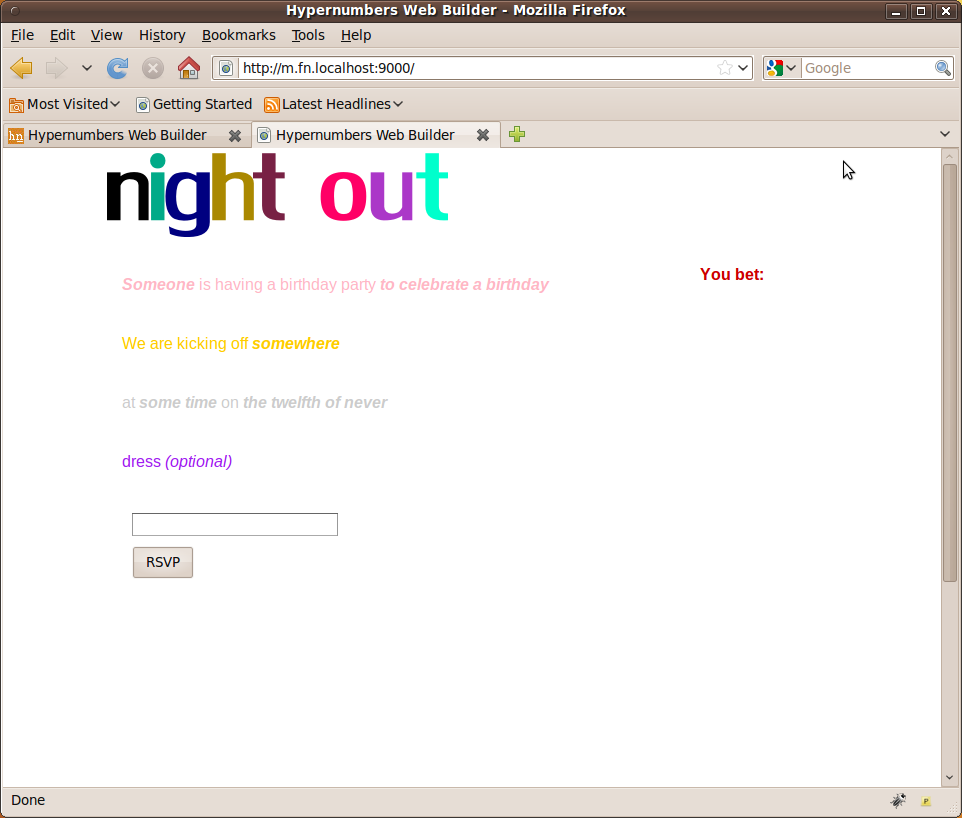 Hypernumbers Web Builder - Mozilla Firefox
File Edit View History Bookmarks Tools Help
http://m.fn.localhost:9000/ Google
Most Visited Getting Started Latest Headlines
hn Hypernumbers Web Builder Hypernumbers Web Builder
night out
You bet:
Someone is having a birthday party to celebrate a birthday
We are kicking off somewhere
at some time on the twelfth of never
dress (optional)
RSVP
Done P